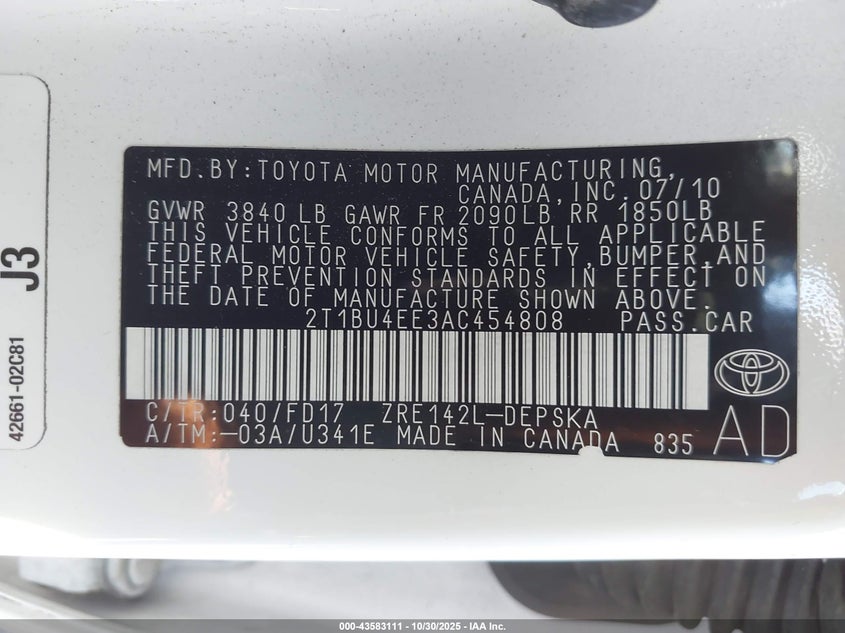 J3
42661-02C81
MFD.BY:TOYOTA MOTOR MANUFACTURING,
CANADA,INC.07/10
GVWR 3840 LB GAWR FR 2090LB RR 1850LB
THIS VEHICLE CONFORMS TO ALL APPLICABLE
FEDERAL MOTOR VEHICLE SAFETY,BUMPER,AND
THEFT PREVENTION STANDARDS IN EFFECT ON
THE DATE OF MANUFACTURE SHOWN ABOVE.
2T1BU4EE3AC454808 PASS.CAR
C/TR:040/FD17 ZRE142L-DEPSKA
A/TM:-03A/U341E MADE IN CANADA 835 AD
000-43583111 - 10/30/2025 - IAA Inc.